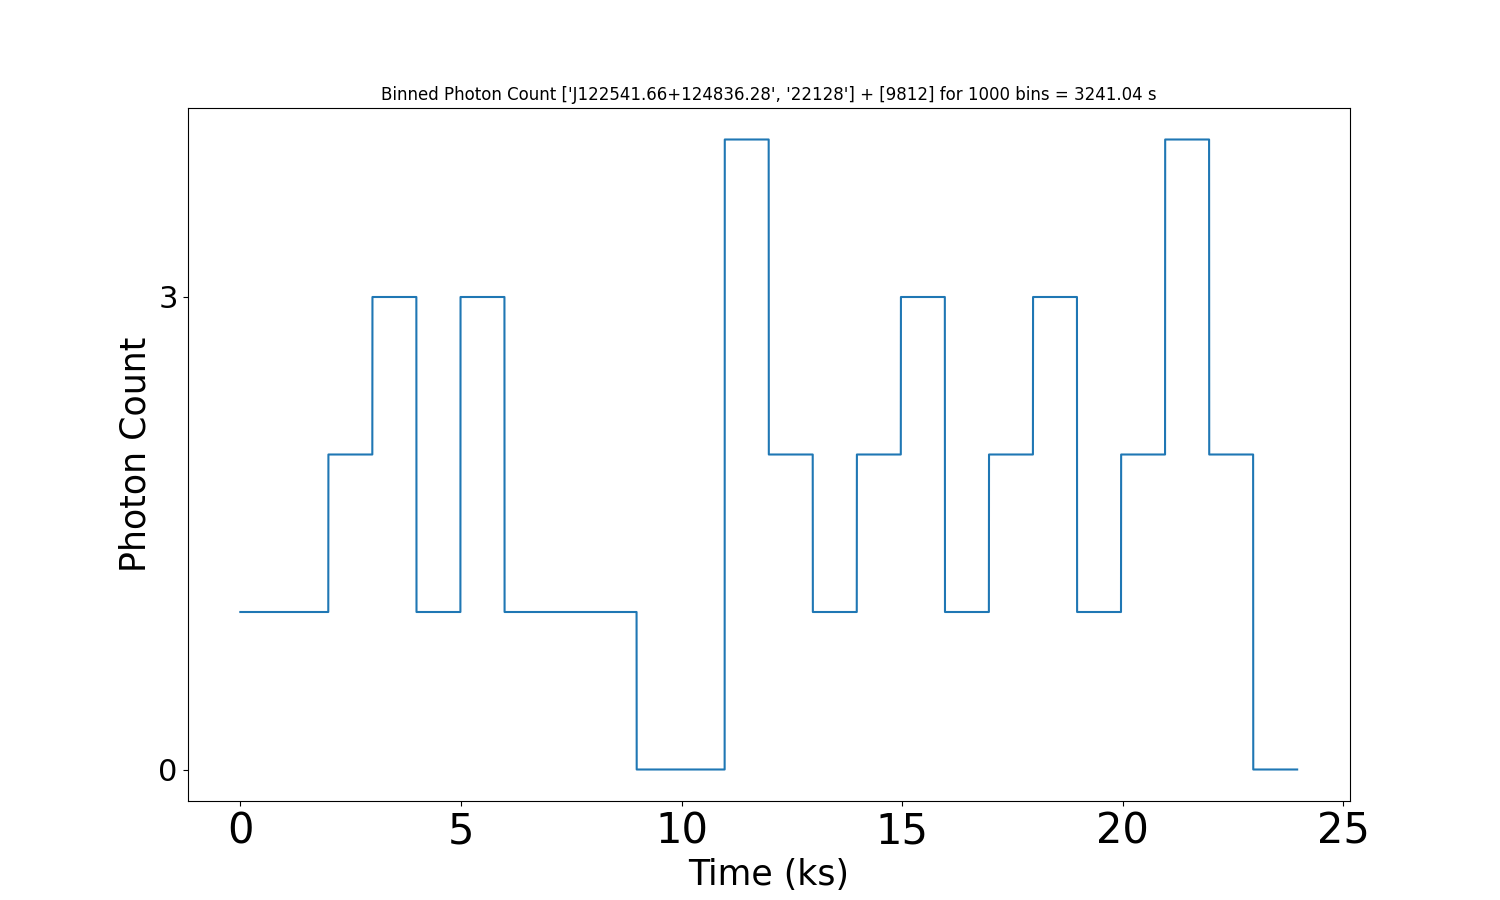 Binned Photon Count ['J122541.66+124836.28', '22128'] + [9812] for 1000 bins = 3241.04 s
Photon Count
3
0
0 5 10 15 20 25
Time (ks)